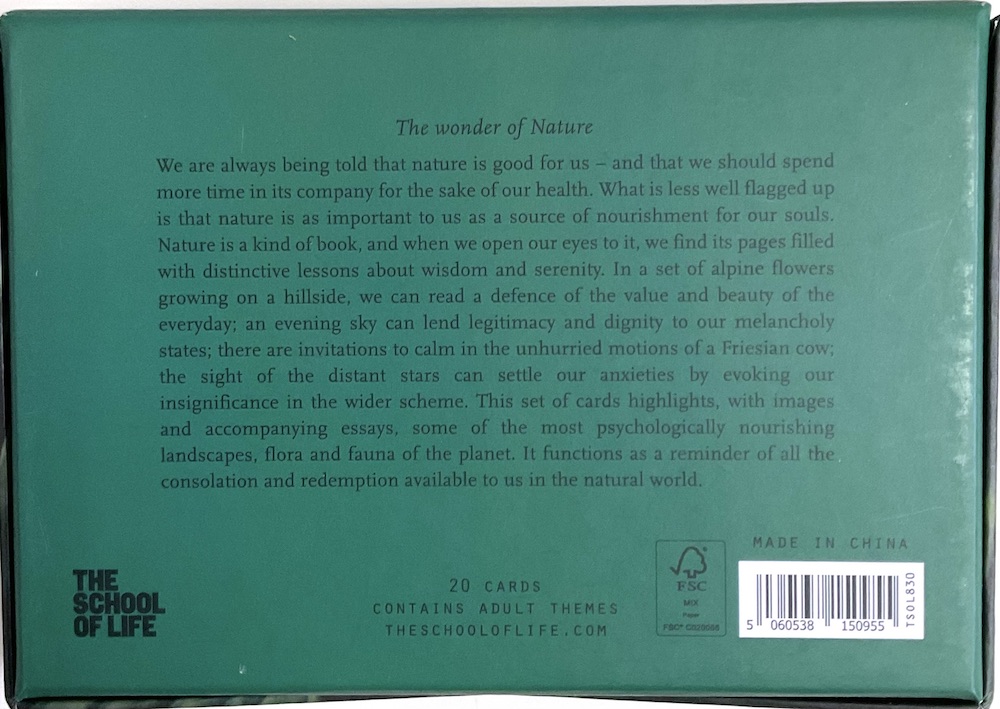 The wonder of Nature
We are always being told that nature is good for us – and that we should spend
more time in its company for the sake of our health. What is less well flagged up
is that nature is as important to us as a source of nourishment for our souls.
Nature is a kind of book, and when we open our eyes to it, we find its pages filled
with distinctive lessons about wisdom and serenity. In a set of alpine flowers
growing on a hillside, we can read a defence of the value and beauty of the
everyday; an evening sky can lend legitimacy and dignity to our melancholy
states; there are invitations to calm in the unhurried motions of a Friesian cow;
the sight of the distant stars can settle our anxieties by evoking our
insignificance in the wider scheme. This set of cards highlights, with images
and accompanying essays, some of the most psychologically nourishing
landscapes, flora and fauna of the planet. It functions as a reminder of all the
consolation and redemption available to us in the natural world.
THE
SCHOOL
OF LIFE
20 CARDS
CONTAINS ADULT THEMES
THESCHOOLOFLIFE.COM
FSC
MIX
Paper
FSC® C020056
MADE IN CHINA
5 060538 150955
TSOL830